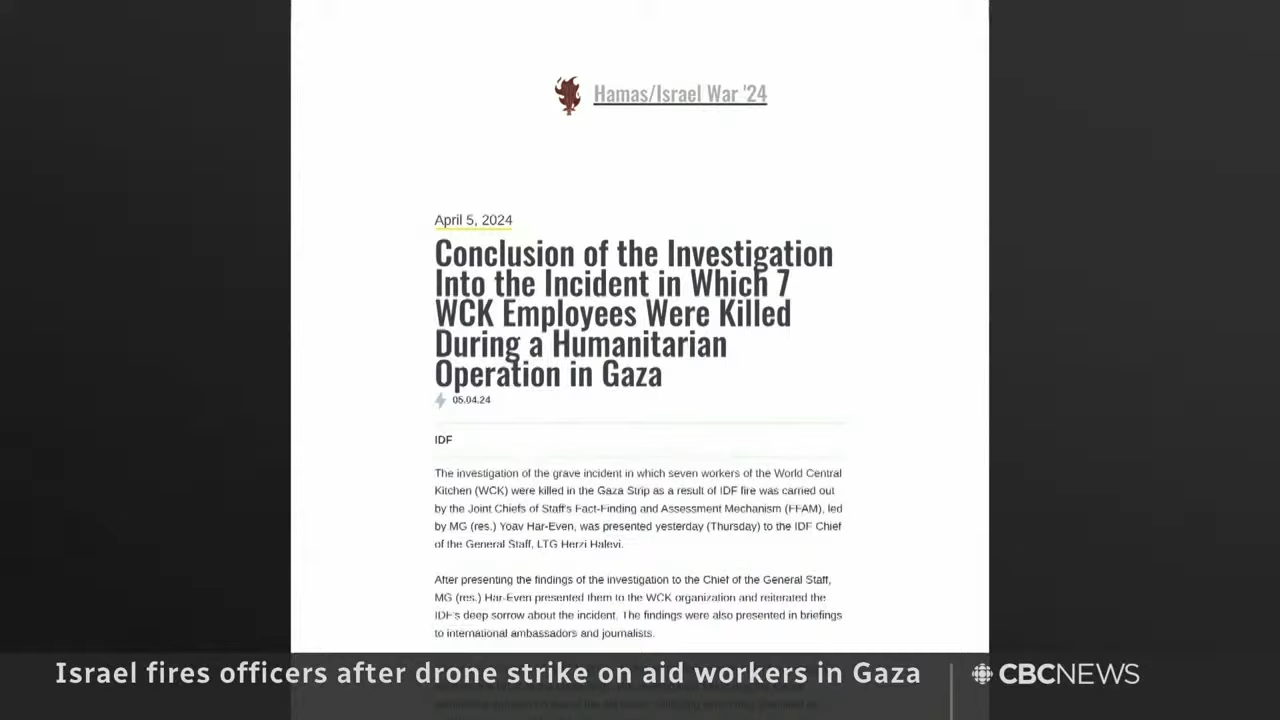 Hamas/Israel War '24
April 5, 2024
Conclusion of the Investigation
Into the Incident in Which 7
WCK Employees Were Killed
During a Humanitarian
Operation in Gaza
05.04.24
IDF
The investigation of the grave incident in which seven workers of the World Central
Kitchen (WCK) were killed in the Gaza Strip as a result of IDF fire was carried out
by the Joint Chiefs of Staff's Fact-Finding and Assessment Mechanism (FFAM), led
by MG (res.) Yoav Har-Even, was presented yesterday (Thursday) to the IDF Chief
of the General Staff, LTG Herzi Halevi.
After presenting the findings of the investigation to the Chief of the General Staff,
MG (res.) Har-Even presented them to the WCK organization and reiterated the
IDF's deep sorrow about the incident. The findings were also presented in briefings
to international ambassadors and journalists.
Israel fires officers after drone strike on aid workers in Gaza
CBCNEWS